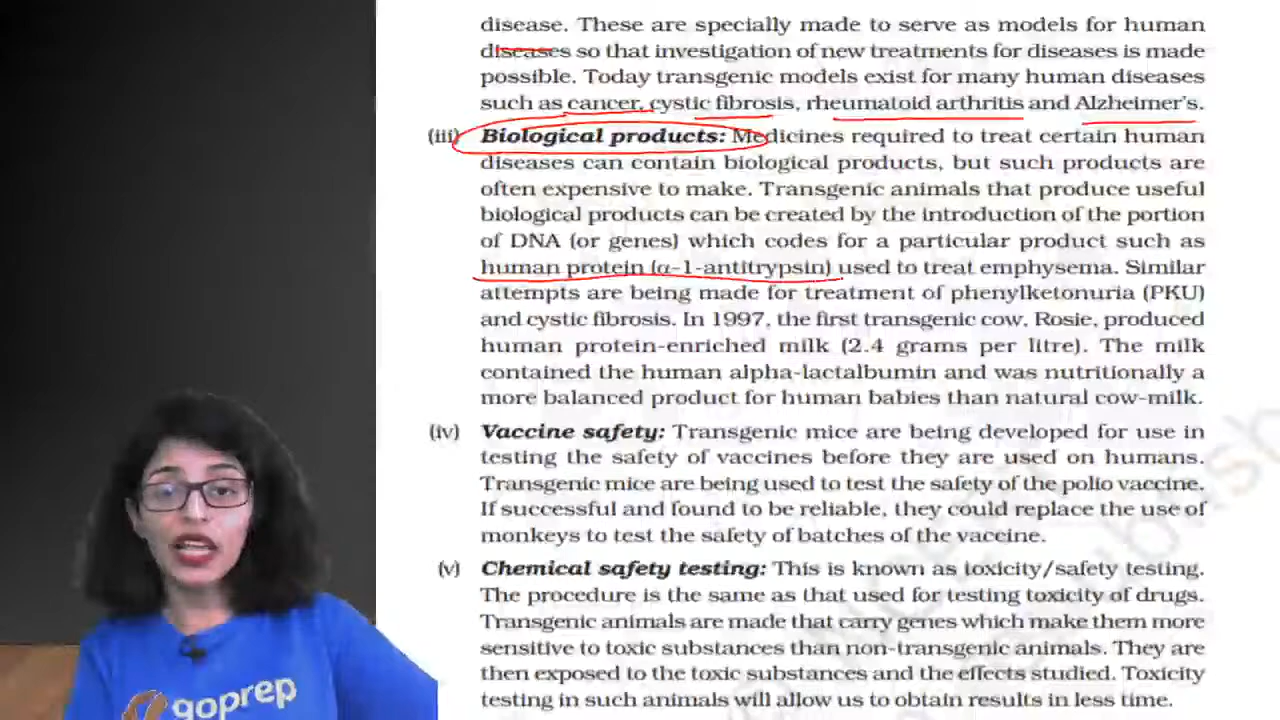 disease. These are specially made to serve as models for human
diseases so that investigation of new treatments for diseases is made
possible. Today transgenic models exist for many human diseases
such as cancer, cystic fibrosis, rheumatoid arthritis and Alzheimer's.
(iii) Biological products: Medicines required to treat certain human
diseases can contain biological products, but such products are
often expensive to make. Transgenic animals that produce useful
biological products can be created by the introduction of the portion
of DNA (or genes) which codes for a particular product such as
human protein (α-1-antitrypsin) used to treat emphysema. Similar
attempts are being made for treatment of phenylketonuria (PKU)
and cystic fibrosis. In 1997, the first transgenic cow, Rosie, produced
human protein-enriched milk (2.4 grams per litre). The milk
contained the human alpha-lactalbumin and was nutritionally a
more balanced product for human babies than natural cow-milk.
(iv) Vaccine safety: Transgenic mice are being developed for use in
testing the safety of vaccines before they are used on humans.
Transgenic mice are being used to test the safety of the polio vaccine.
If successful and found to be reliable, they could replace the use of
monkeys to test the safety of batches of the vaccine.
(v) Chemical safety testing: This is known as toxicity/safety testing.
The procedure is the same as that used for testing toxicity of drugs.
Transgenic animals are made that carry genes which make them more
sensitive to toxic substances than non-transgenic animals. They are
then exposed to the toxic substances and the effects studied. Toxicity
testing in such animals will allow us to obtain results in less time.
goprep